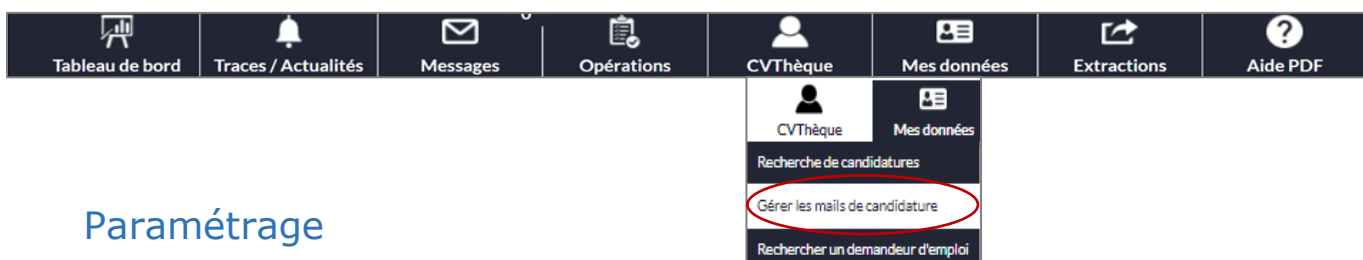 Tableau de bord Traces / Actualités Messages Opérations CVThèque Mes données Extractions Aide PDF
CVThèque Mes données
Recherche de candidatures
Gérer les mails de candidature
Paramétrage
Rechercher un demandeur d'emploi